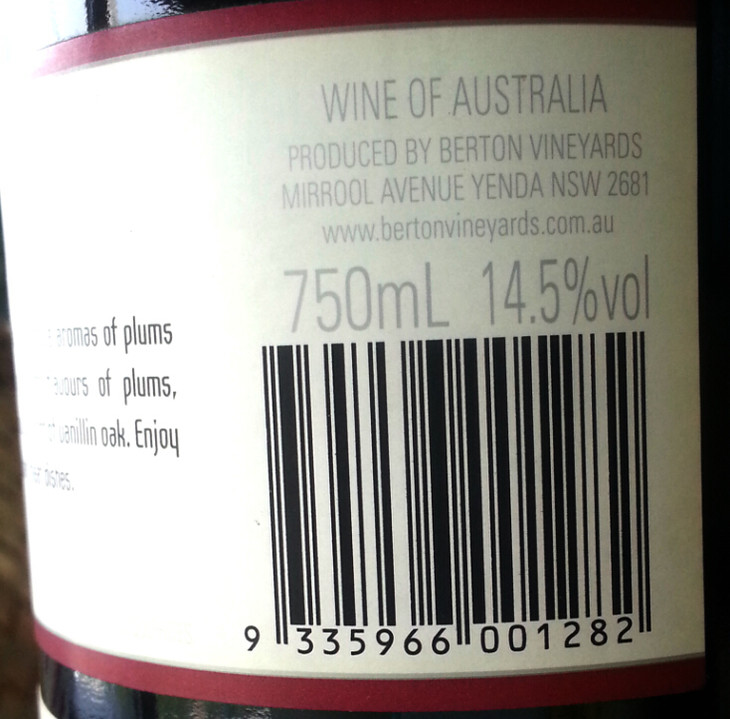 WINE OF AUSTRALIA
PRODUCED BY BERTON VINEYARDS
MIRROOL AVENUE YENDA NSW 2681
www.bertonvineyards.com.au
750mL 14.5%vol
9 335966 001282
aromas of plums
of plums,
vanillin oak. Enjoy